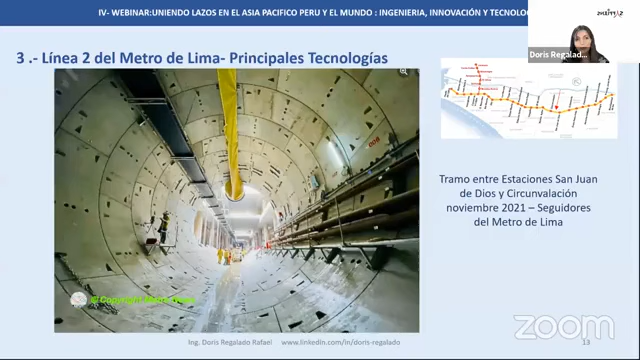 IV- WEBINAR:UNIENDO LAZOS EN EL ASIA PACIFICO PERU Y EL MUNDO : INGENIERIA, INNOVACIÓN Y TECNOLO
Doris Regalad...
3 .- Línea 2 del Metro de Lima- Principales Tecnologías
Tramo entre Estaciones San Juan
de Dios y Circunvalación
noviembre 2021 – Seguidores
del Metro de Lima
Ing. Doris Regalado Rafael www.linkedin.com/in/doris-regalado
13
zoom